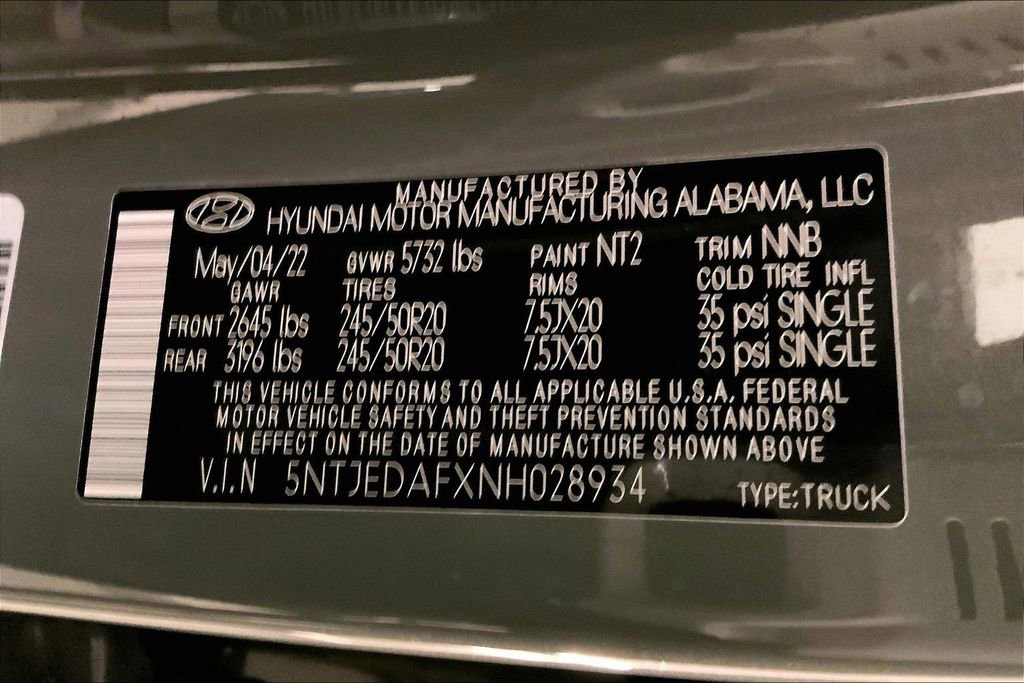 MANUFACTURED BY
HYUNDAI MOTOR MANUFACTURING ALABAMA, LLC
May/04/22 GVWR 5732 lbs PAINT NT2 TRIM NNB
GAWR TIRES RIMS COLD TIRE INFL
FRONT 2645 lbs 245/50R20 7.5JX20 35 psi SINGLE
REAR 3196 lbs 245/50R20 7.5JX20 35 psi SINGLE
THIS VEHICLE CONFORMS TO ALL APPLICABLE U.S.A. FEDERAL
MOTOR VEHICLE SAFETY AND THEFT PREVENTION STANDARDS
IN EFFECT ON THE DATE OF MANUFACTURE SHOWN ABOVE
V.I.N 5NTJEDAFXNH028934 TYPE:TRUCK